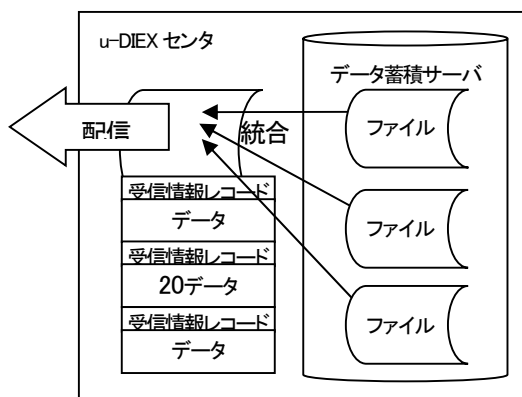 u-DIEX センタ
データ蓄積サーバ
配信
統合
ファイル
受信情報レコード
データ
ファイル
受信情報レコード
20データ
受信情報レコード
データ
ファイル